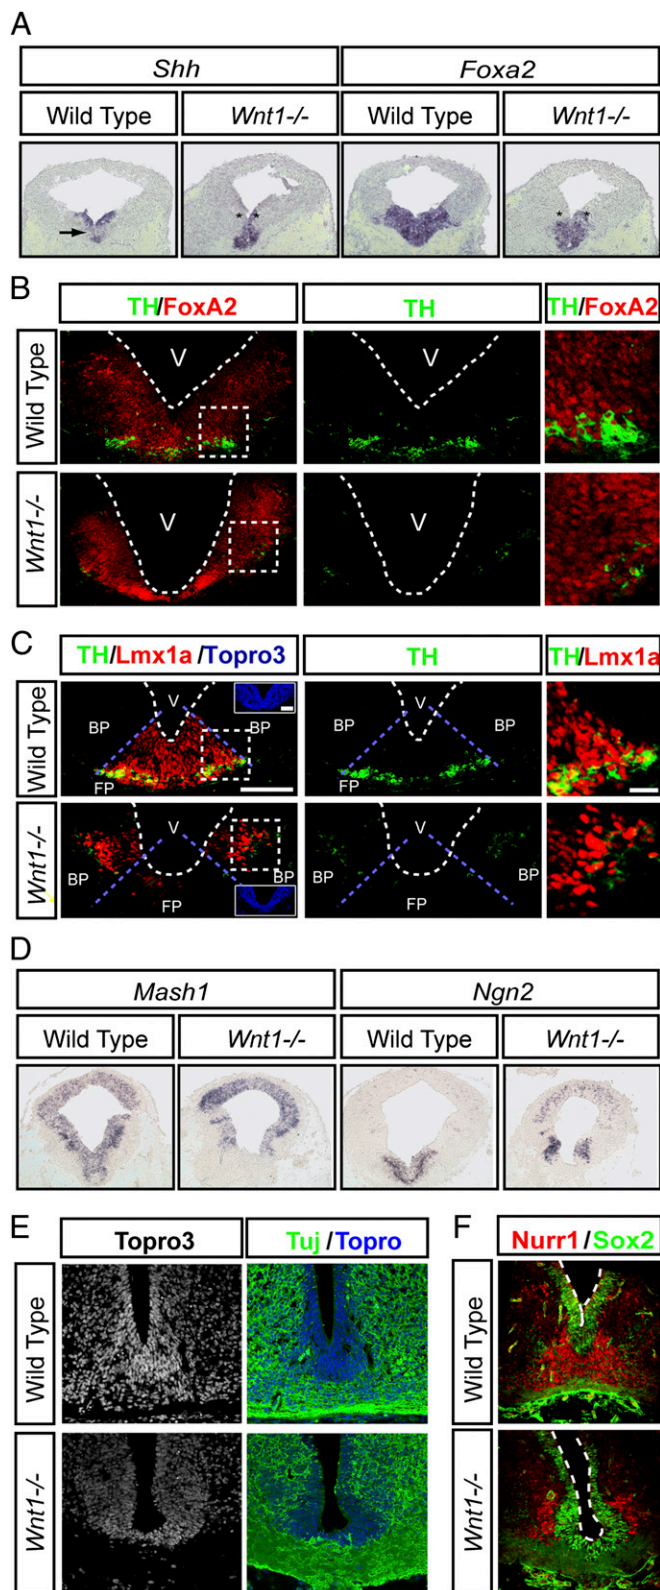 A
Shh Foxa2
Wild Type Wnt1-/- Wild Type Wnt1-/-
* * * *
B
TH/FoxA2 TH TH/FoxA2
Wild Type
V V
Wnt1-/-
V V
C
TH/Lmx1a /Topro3 TH TH/Lmx1a
Wild Type
V V
BP BP BP BP
FP FP
Wnt1-/-
V V
BP BP BP BP
FP FP
D
Mash1 Ngn2
Wild Type Wnt1-/- Wild Type Wnt1-/-
E F
Topro3 Tuj /Topro Nurr1/Sox2
Wild Type Wild Type
Wnt1-/- Wnt1-/-